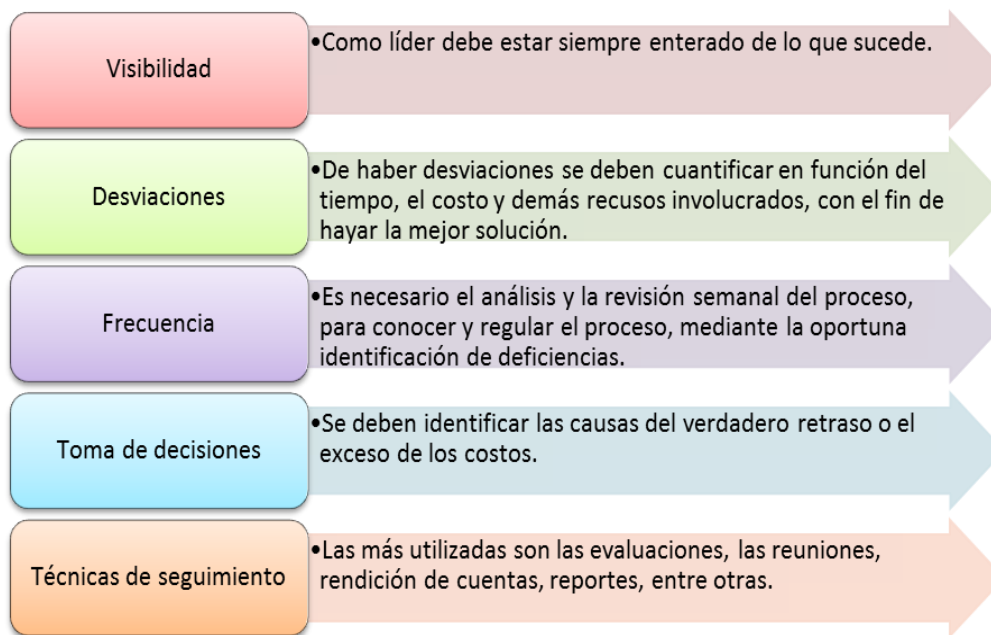 Visibilidad
•Como líder debe estar siempre enterado de lo que sucede.
Desviaciones
•De haber desviaciones se deben cuantificar en función del
tiempo, el costo y demás recusos involucrados, con el fin de
hayar la mejor solución.
Frecuencia
•Es necesario el análisis y la revisión semanal del proceso,
para conocer y regular el proceso, mediante la oportuna
identificación de deficiencias.
Toma de decisiones
•Se deben identificar las causas del verdadero retraso o el
exceso de los costos.
Técnicas de seguimiento
•Las más utilizadas son las evaluaciones, las reuniones,
rendición de cuentas, reportes, entre otras.